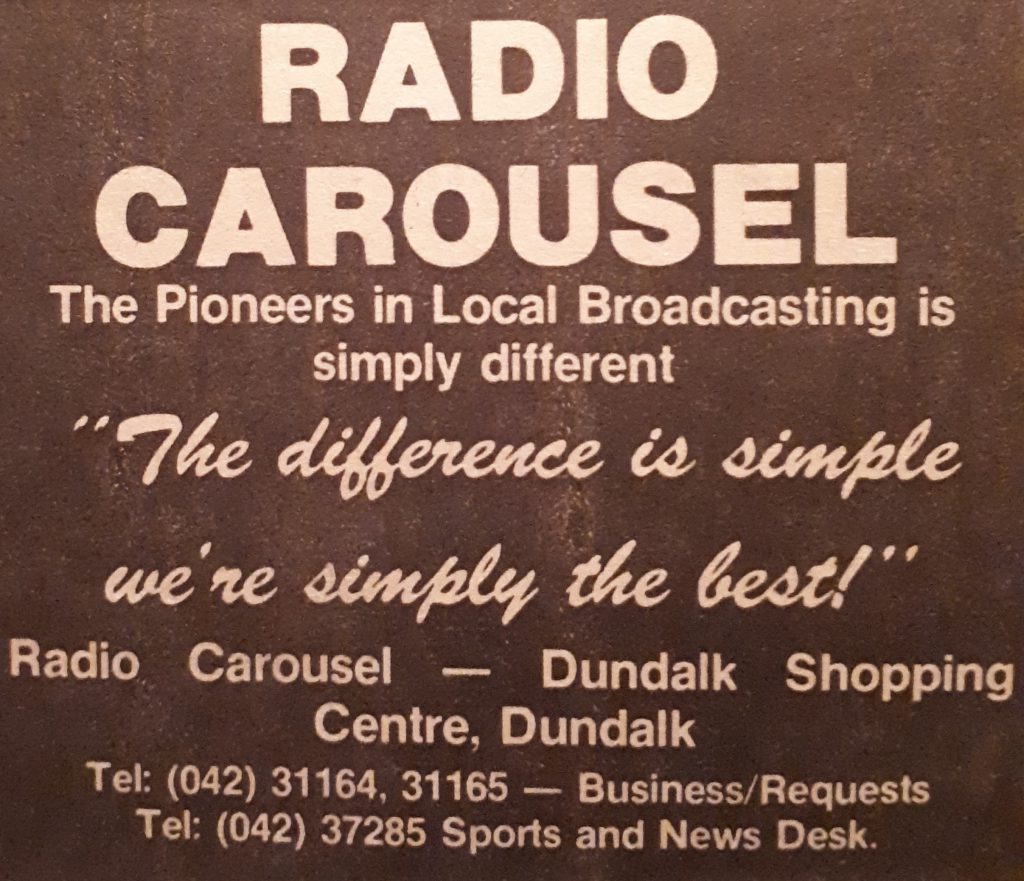 RADIO
CAROUSEL
The Pioneers in Local Broadcasting is
simply different
"The difference is simple
we're simply the best!"
Radio Carousel — Dundalk Shopping
Centre, Dundalk
Tel: (042) 31164, 31165 — Business/Requests
Tel: (042) 37285 Sports and News Desk.